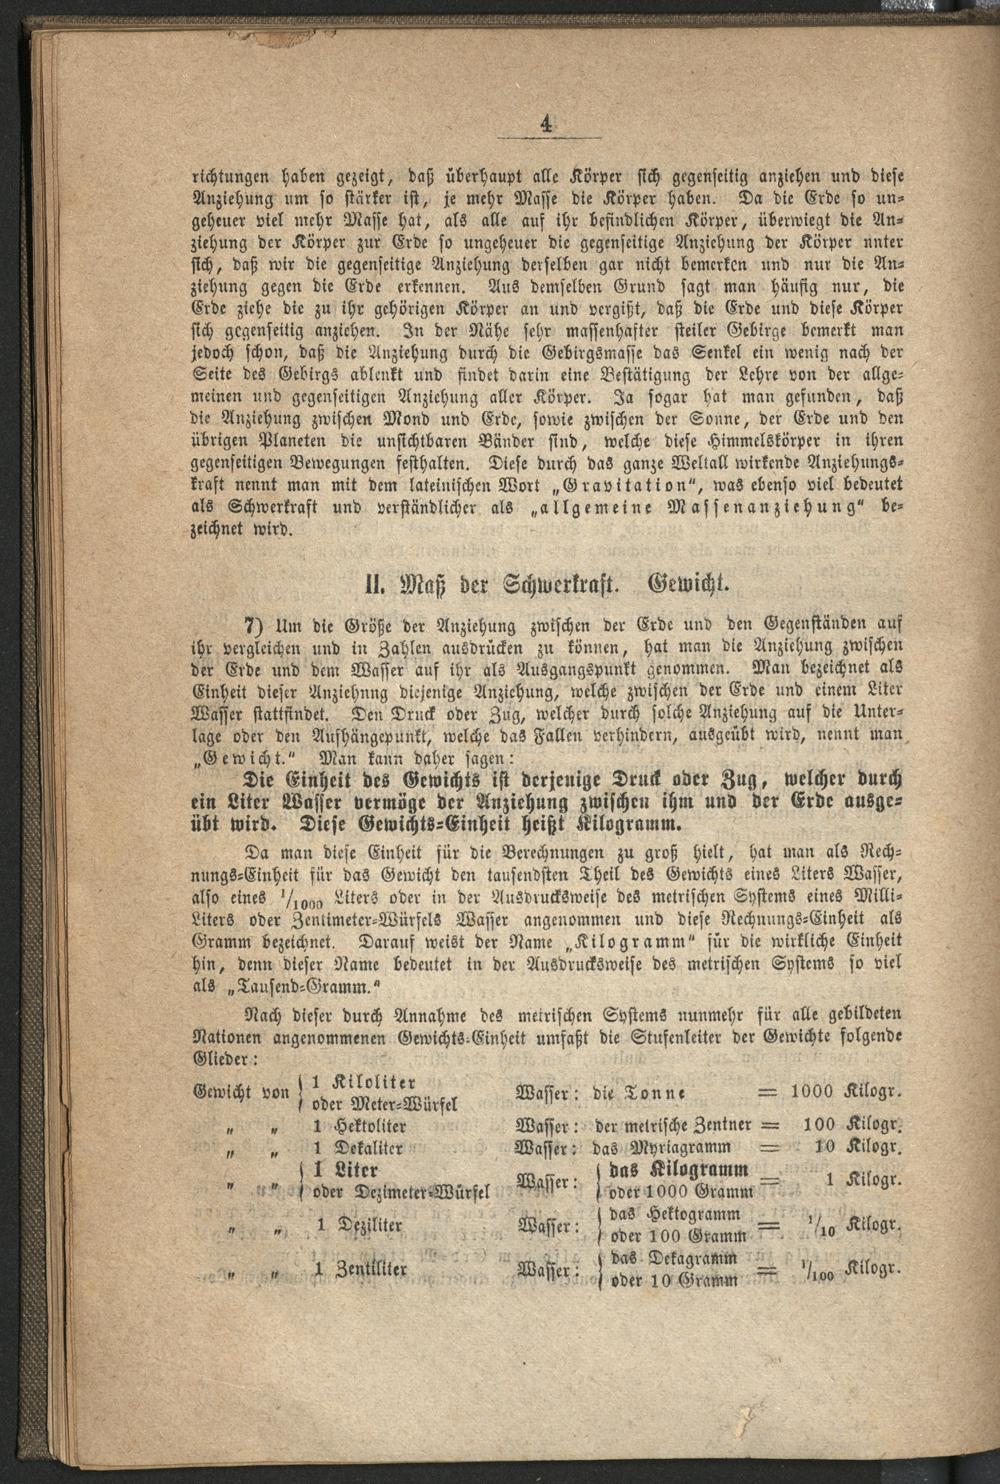 4
richtungen haben gezeigt, daß überhaupt alle Körper sich gegenseitig anziehen und diese
Anziehung um so stärker ist, je mehr Masse die Körper haben. Da die Erde so un-
geheuer viel mehr Masse hat, als alle auf ihr befindlichen Körper, überwiegt die An-
ziehung der Körper zur Erde so ungeheuer die gegenseitige Anziehung der Körper nnter
sich, daß wir die gegenseitige Anziehung derselben gar nicht bemerken und nur die An-
ziehung gegen die Erde erkennen. Aus demselben Grund sagt man häufig nur, die
Erde ziehe die zu ihr gehörigen Körper an und vergißt, daß die Erde und diese Körper
sich gegenseitig anziehen. In der Nähe sehr massenhafter steiler Gebirge bemerkt man
jedoch schon, daß die Anziehung durch die Gebirgsmasse das Senkel ein wenig nach der
Seite des Gebirgs ablenkt und findet darin eine Bestätigung der Lehre von der allge-
meinen und gegenseitigen Anziehung aller Körper. Ja sogar hat man gefunden, daß
die Anziehung zwischen Mond und Erde, sowie zwischen der Sonne, der Erde und den
übrigen Planeten die unsichtbaren Bänder sind, welche diese Himmelskörper in ihren
gegenseitigen Bewegungen festhalten. Diese durch das ganze Weltall wirkende Anziehungs-
kraft nennt man mit dem lateinischen Wort „Gravitation“, was ebenso viel bedeutet
als Schwerkraft und verständlicher als „allgemeine Massenanziehung“ be-
zeichnet wird.
II. Maß der Schwerkraft. Gewicht.
7) Um die Größe der Anziehung zwischen der Erde und den Gegenständen auf
ihr vergleichen und in Zahlen ausdrücken zu können, hat man die Anziehung zwischen
der Erde und dem Wasser auf ihr als Ausgangspunkt genommen. Man bezeichnet als
Einheit dieser Anziehnng diejenige Anziehung, welche zwischen der Erde und einem Liter
Wasser stattfindet. Den Druck oder Zug, welcher durch solche Anziehung auf die Unter-
lage oder den Aufhängepunkt, welche das Fallen verhindern, ausgeübt wird, nennt man
„Gewicht.“ Man kann daher sagen:
Die Einheit des Gewichts ist derjenige Druck oder Zug, welcher durch
ein Liter Wasser vermöge der Anziehung zwischen ihm und der Erde ausge-
übt wird. Diese Gewichts-Einheit heißt Kilogramm.
Da man diese Einheit für die Berechnungen zu groß hielt, hat man als Rech-
nungs-Einheit für das Gewicht den tausendsten Theil des Gewichts eines Liters Wasser,
also eines 1/1000 Liters oder in der Ausdrucksweise des metrischen Systems eines Milli-
Liters oder Zentimeter-Würfels Wasser angenommen und diese Rechnungs-Einheit als
Gramm bezeichnet. Darauf weist der Name „Kilogramm“ für die wirkliche Einheit
hin, denn dieser Name bedeutet in der Ausdrucksweise des metrischen Systems so viel
als „Tausend-Gramm.“
Nach dieser durch Annahme des metrischen Systems nunmehr für alle gebildeten
Nationen angenommenen Gewichts-Einheit umfaßt die Stufenleiter der Gewichte folgende
Glieder:
Gewicht von { 1 Kiloliter
oder Meter-Würfel Wasser: die Tonne = 1000 Kilogr.
„ „ 1 Hektoliter Wasser: der metrische Zentner = 100 Kilogr.
„ „ 1 Dekaliter Wasser: das Myriagramm = 10 Kilogr.
„ „ { 1 Liter
oder Dezimeter-Würfel Wasser: { das Kilogramm
oder 1000 Gramm = 1 Kilogr.
„ „ 1 Deziliter Wasser: { das Hektogramm
oder 100 Gramm = 1/10 Kilogr.
„ „ 1 Zentiliter Wasser: { das Dekagramm
oder 10 Gramm = 1/100 Kilogr.